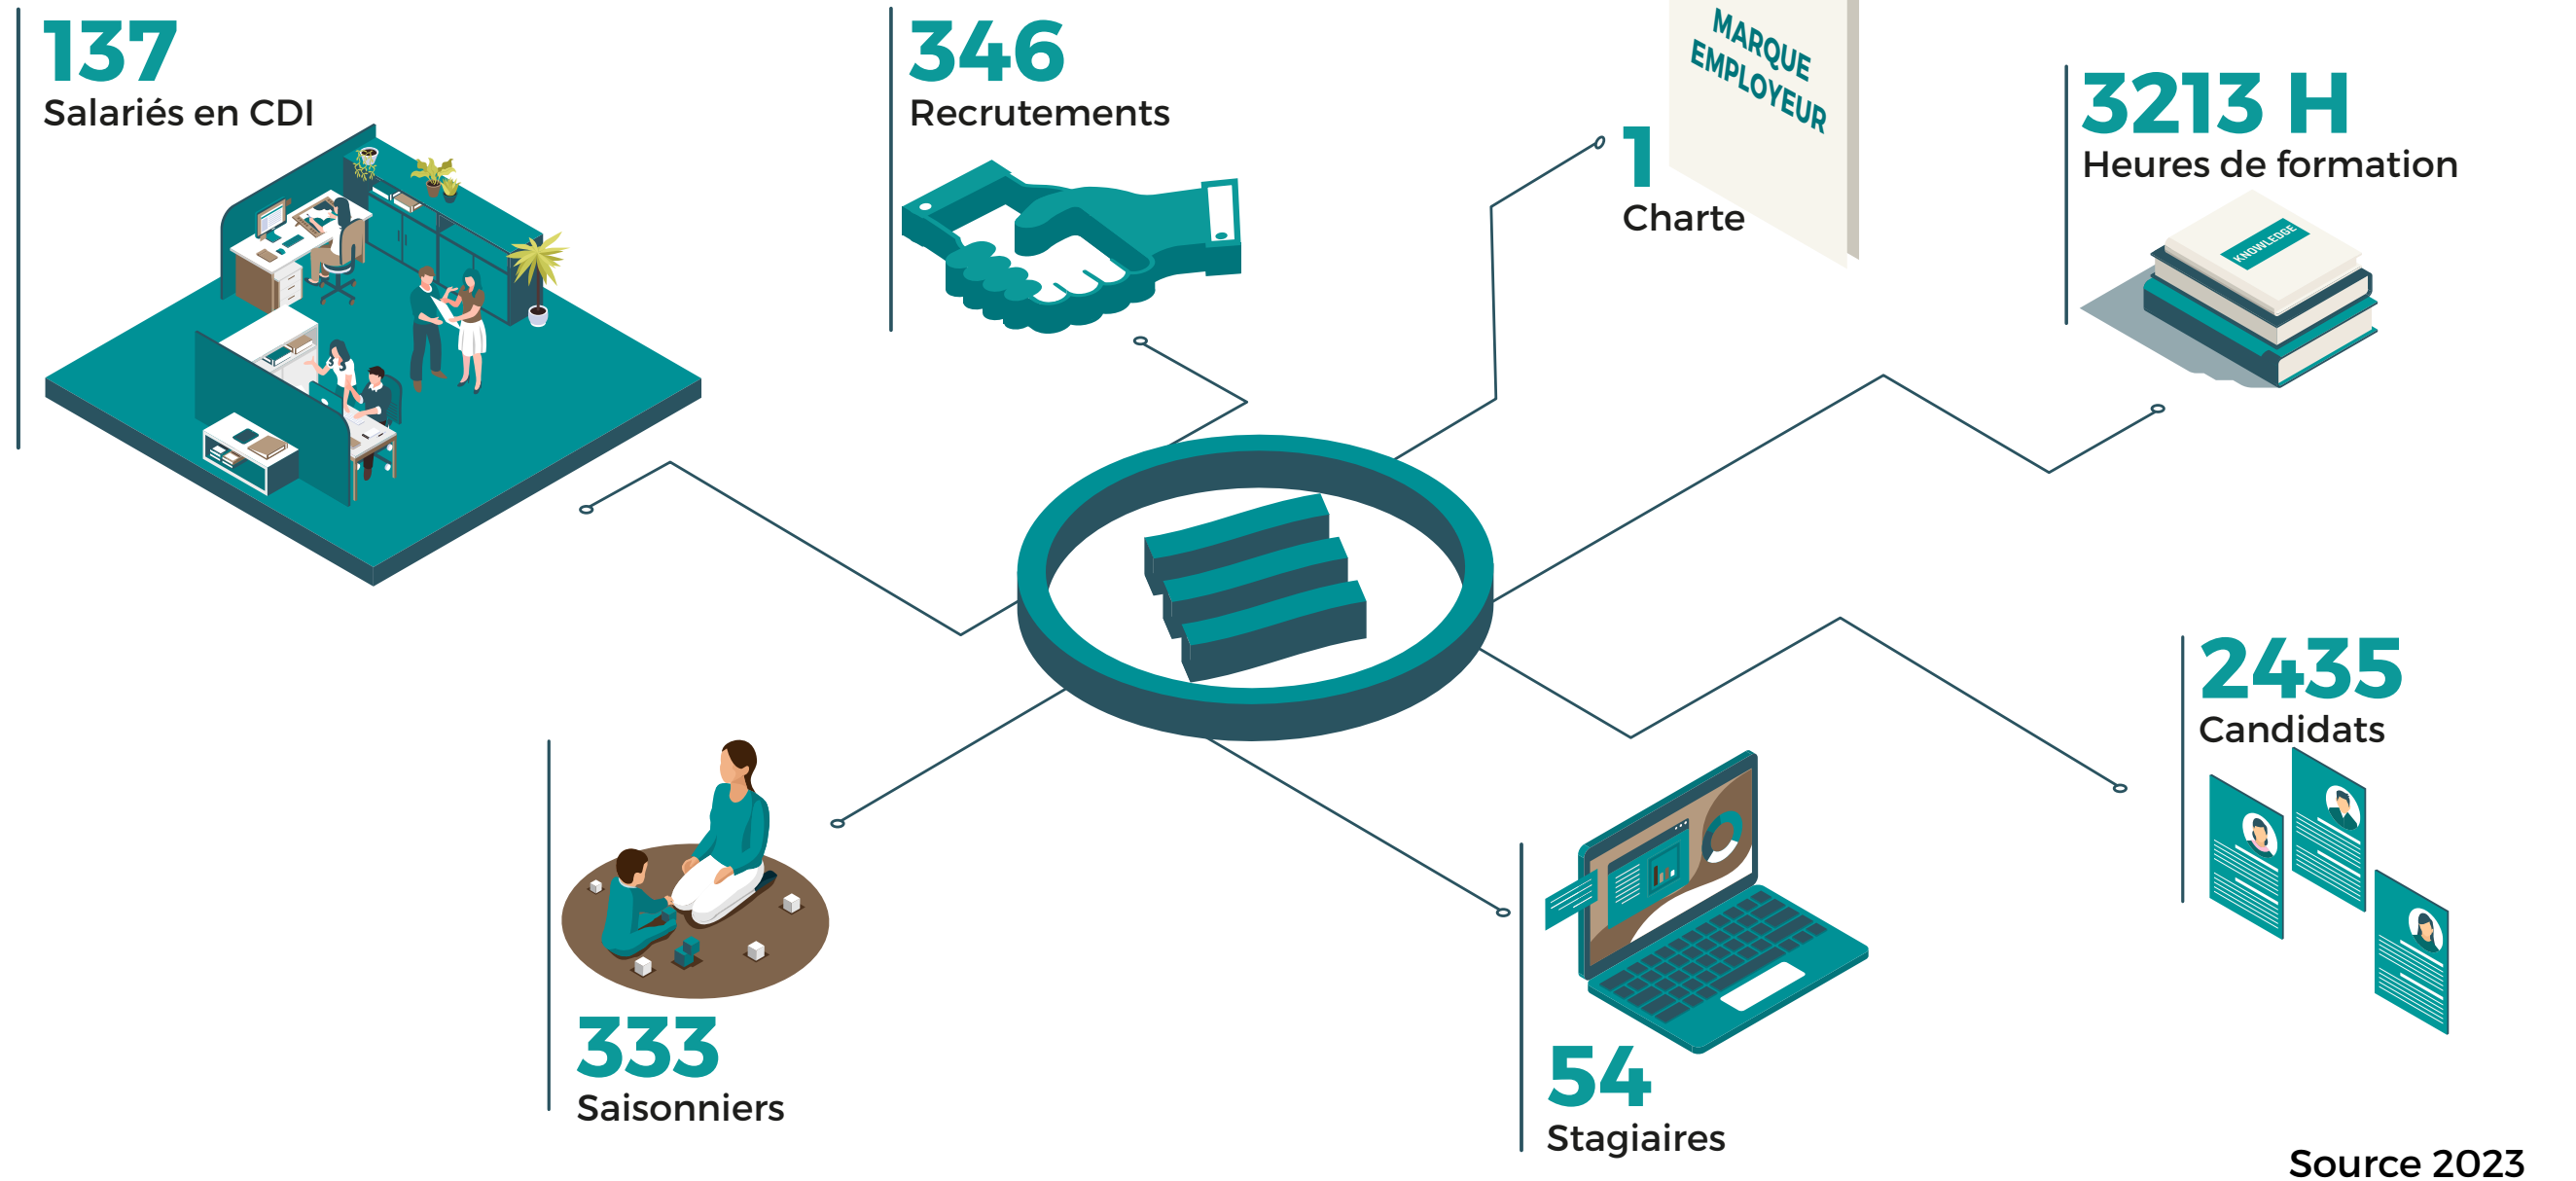 137
Salariés en CDI
346
Recrutements
MARQUE
EMPLOYEUR
1
Charte
3213 H
Heures de formation
KNOWLEDGE
2435
Candidats
333
Saisonniers
54
Stagiaires
Source 2023